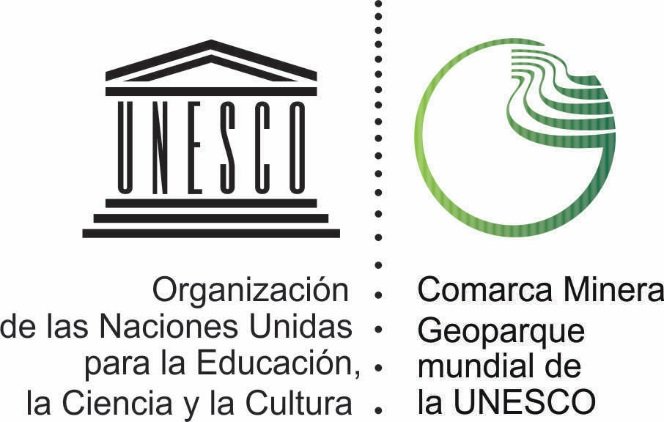 UNESCO
Organización
de las Naciones Unidas
para la Educación,
la Ciencia y la Cultura
Comarca Minera
Geoparque
mundial de
la UNESCO